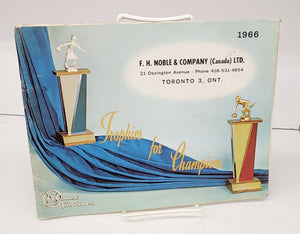 1966
F. H. NOBLE & COMPANY (Canada) LTD.
21 Ossington Avenue - Phone 416-531-4854
TORONTO 3, ONT.
Trophies for Champions